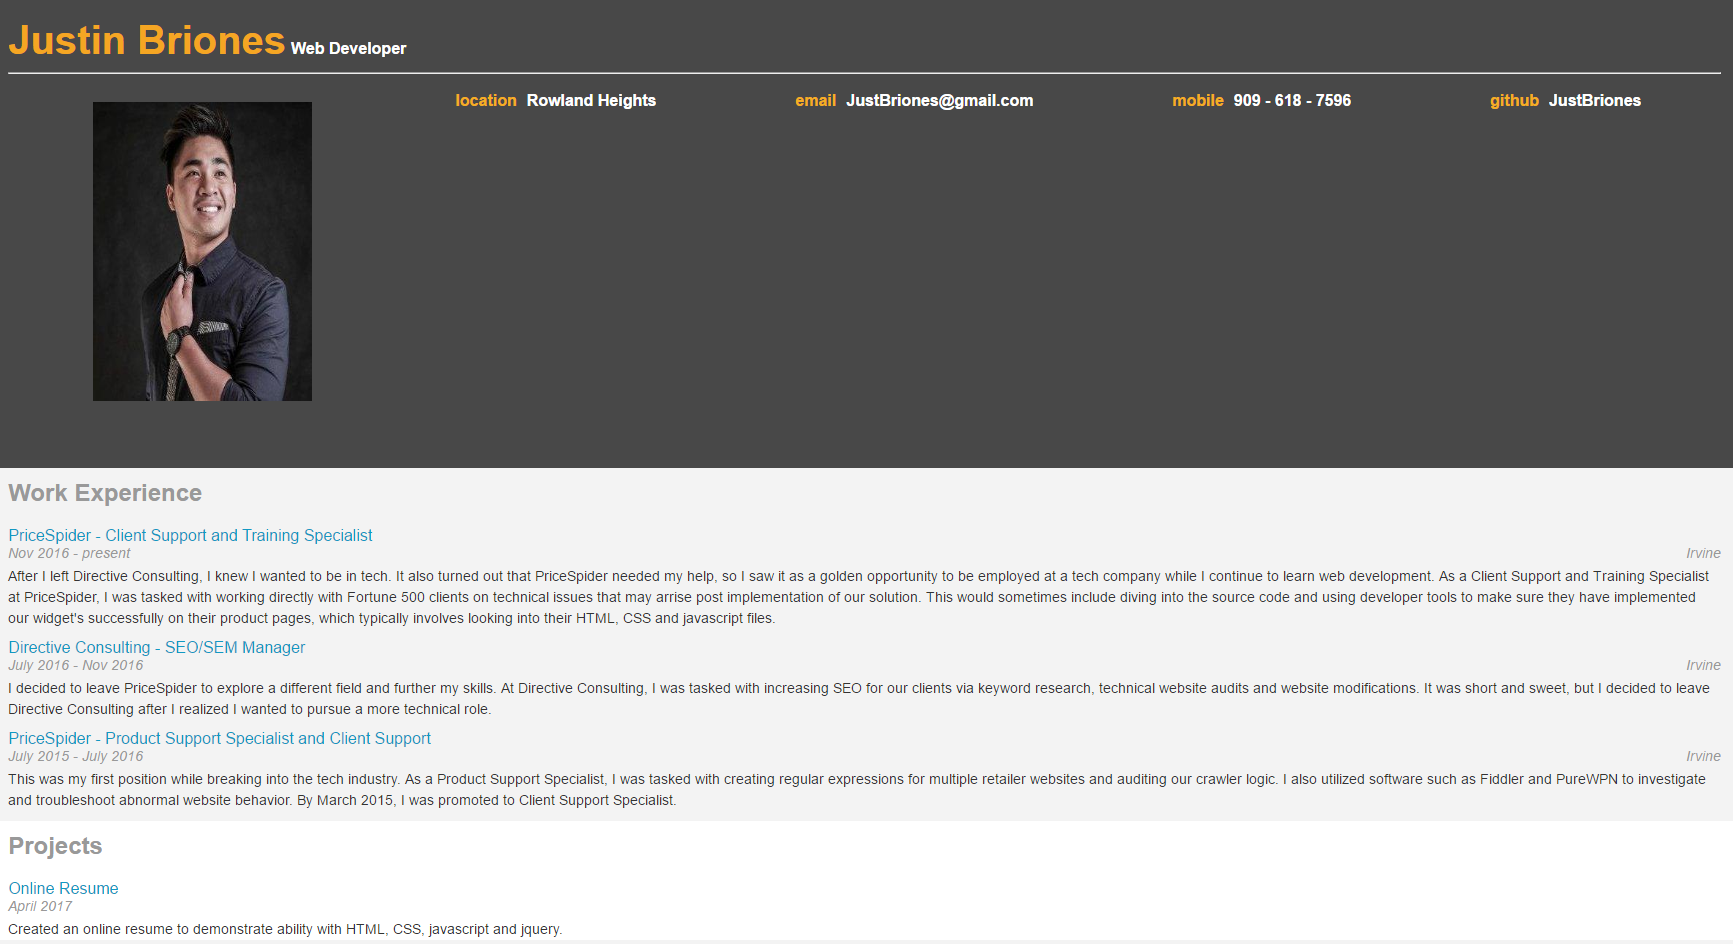 Justin Briones Web Developer
location Rowland Heights email JustBriones@gmail.com mobile 909 - 618 - 7596 github JustBriones
Work Experience
PriceSpider - Client Support and Training Specialist
Nov 2016 - present Irvine
After I left Directive Consulting, I knew I wanted to be in tech. It also turned out that PriceSpider needed my help, so I saw it as a golden opportunity to be employed at a tech company while I continue to learn web development. As a Client Support and Training Specialist
at PriceSpider, I was tasked with working directly with Fortune 500 clients on technical issues that may arrise post implementation of our solution. This would sometimes include diving into the source code and using developer tools to make sure they have implemented
our widget's successfully on their product pages, which typically involves looking into their HTML, CSS and javascript files.
Directive Consulting - SEO/SEM Manager
July 2016 - Nov 2016 Irvine
I decided to leave PriceSpider to explore a different field and further my skills. At Directive Consulting, I was tasked with increasing SEO for our clients via keyword research, technical website audits and website modifications. It was short and sweet, but I decided to leave
Directive Consulting after I realized I wanted to pursue a more technical role.
PriceSpider - Product Support Specialist and Client Support
July 2015 - July 2016 Irvine
This was my first position while breaking into the tech industry. As a Product Support Specialist, I was tasked with creating regular expressions for multiple retailer websites and auditing our crawler logic. I also utilized software such as Fiddler and PureWPN to investigate
and troubleshoot abnormal website behavior. By March 2015, I was promoted to Client Support Specialist.
Projects
Online Resume
April 2017
Created an online resume to demonstrate ability with HTML, CSS, javascript and jquery.